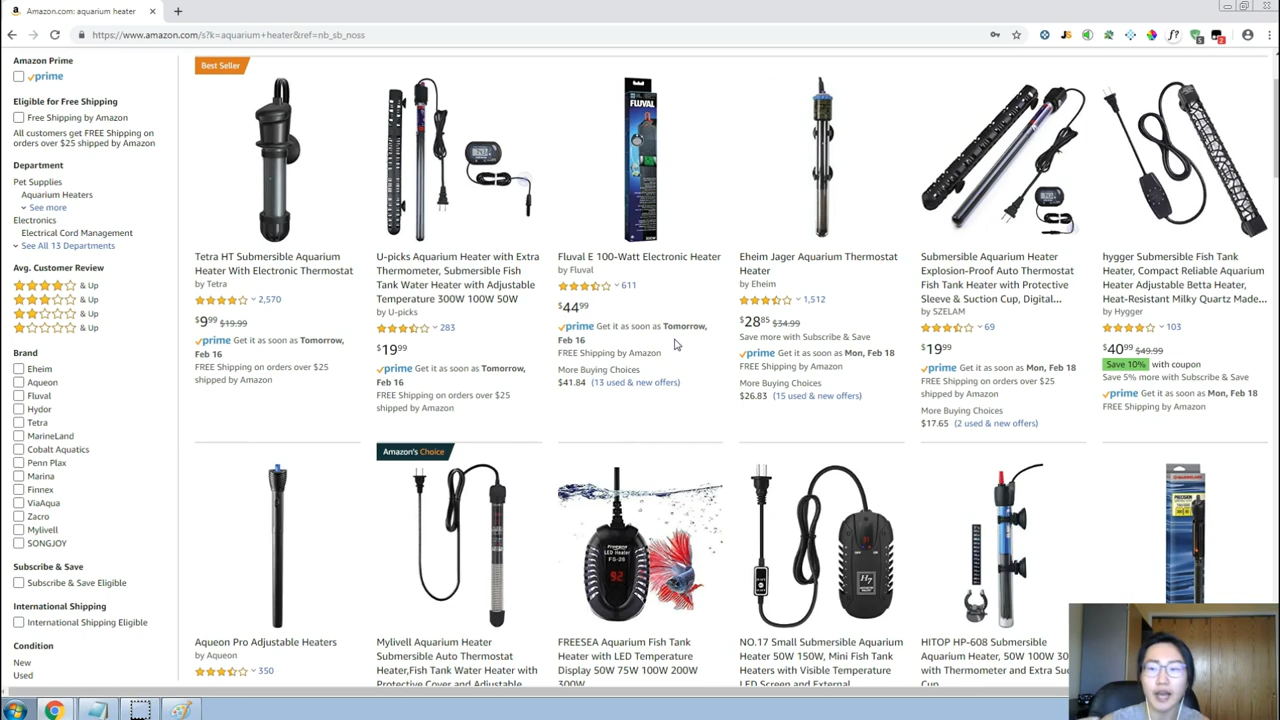 Amazon.com: aquarium heater
https://www.amazon.com/s?k=aquarium+heater&ref=nb_sb_noss
Amazon Prime
prime
Eligible for Free Shipping
Free Shipping by Amazon
All customers get FREE Shipping on
orders over $25 shipped by Amazon
Department
Pet Supplies
Aquarium Heaters
See more
Electronics
Electrical Cord Management
See All 13 Departments
Avg. Customer Review
& Up
& Up
& Up
& Up
Brand
Eheim
Aqueon
Fluval
Hydor
Tetra
MarineLand
Cobalt Aquatics
Penn Plax
Marina
Finnex
ViaAqua
Zacro
Mylivell
SONGJOY
Subscribe & Save
Subscribe & Save Eligible
International Shipping
International Shipping Eligible
Condition
New
Used
Best Seller
Tetra HT Submersible Aquarium
Heater With Electronic Thermostat
by Tetra
2,570
$9.99 $19.99
prime Get it as soon as Tomorrow,
Feb 16
FREE Shipping on orders over $25
shipped by Amazon
U-picks Aquarium Heater with Extra
Thermometer, Submersible Fish
Tank Water Heater with Adjustable
Temperature 300W 100W 50W
by U-picks
283
$19.99
prime Get it as soon as Tomorrow,
Feb 16
FREE Shipping on orders over $25
shipped by Amazon
FLUVAL
Fluval E 100-Watt Electronic Heater
by Fluval
611
$44.99
prime Get it as soon as Tomorrow,
Feb 16
FREE Shipping by Amazon
More Buying Choices
$41.84 (13 used & new offers)
Eheim Jager Aquarium Thermostat
Heater
by Eheim
1,512
$28.85 $34.99
Save more with Subscribe & Save
prime Get it as soon as Mon, Feb 18
FREE Shipping by Amazon
More Buying Choices
$26.83 (15 used & new offers)
Submersible Aquarium Heater
Explosion-Proof Auto Thermostat
Fish Tank Heater with Protective
Sleeve & Suction Cup, Digital...
by SZELAM
69
$19.99
prime Get it as soon as Mon, Feb 18
FREE Shipping on orders over $25
shipped by Amazon
More Buying Choices
$17.65 (2 used & new offers)
hygger Submersible Fish Tank
Heater, Compact Reliable Aquarium
Heater Adjustable Betta Heater,
Heat-Resistant Milky Quartz Made...
by Hygger
103
$40.99 $49.99
Save 10% with coupon
Save 5% more with Subscribe & Save
prime Get it as soon as Mon, Feb 18
FREE Shipping by Amazon
Aqueon Pro Adjustable Heaters
by Aqueon
350
Amazon's Choice
Mylivell Aquarium Heater
Submersible Auto Thermostat
Heater,Fish Tank Water Heater with
Protective Cover and Adjustable
Freesea
LED Heater
FG-26
92
FREESEA Aquarium Fish Tank
Heater with LED Temperature
Display 50W 75W 100W 200W
300W
H7
NO.17 Small Submersible Aquarium
Heater 50W 150W, Mini Fish Tank
Heaters with Visible Temperature
LED Screen and External
HITOP HP-608 Submersible
Aquarium Heater, 50W 100W 30
with Thermometer and Extra Su
Cup
PRECISION